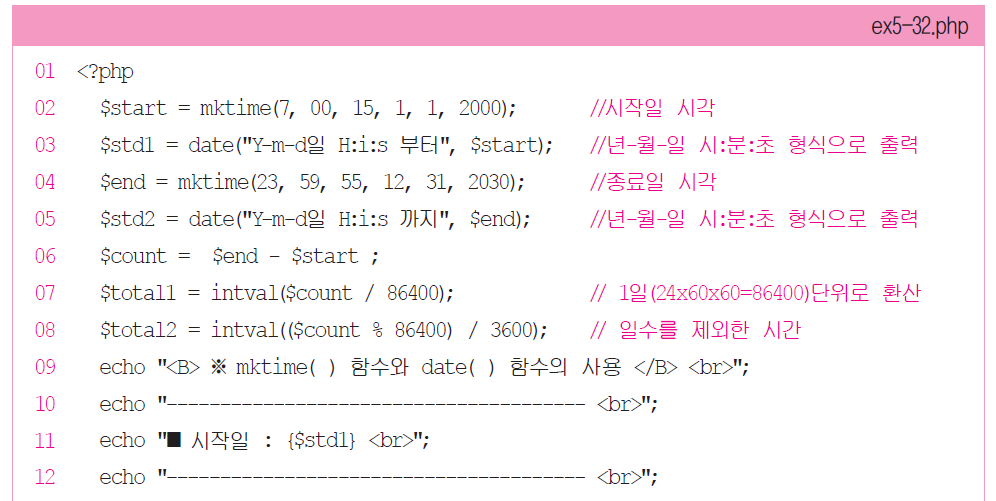 ex5-32.php
01 <?php
02 $start = mktime(7, 00, 15, 1, 1, 2000); //시작일 시각
03 $std1 = date("Y-m-d일 H:i:s 부터", $start); //년-월-일 시:분:초 형식으로 출력
04 $end = mktime(23, 59, 55, 12, 31, 2030); //종료일 시각
05 $std2 = date("Y-m-d일 H:i:s 까지", $end); //년-월-일 시:분:초 형식으로 출력
06 $count = $end - $start ;
07 $total1 = intval($count / 86400); // 1일(24x60x60=86400)단위로 환산
08 $total2 = intval(($count % 86400) / 3600); // 일수를 제외한 시간
09 echo "<B> ※ mktime( ) 함수와 date( ) 함수의 사용 </B> <br>";
10 echo "--------------------------------------- <br>";
11 echo "■ 시작일 : {$std1} <br>";
12 echo "--------------------------------------- <br>";